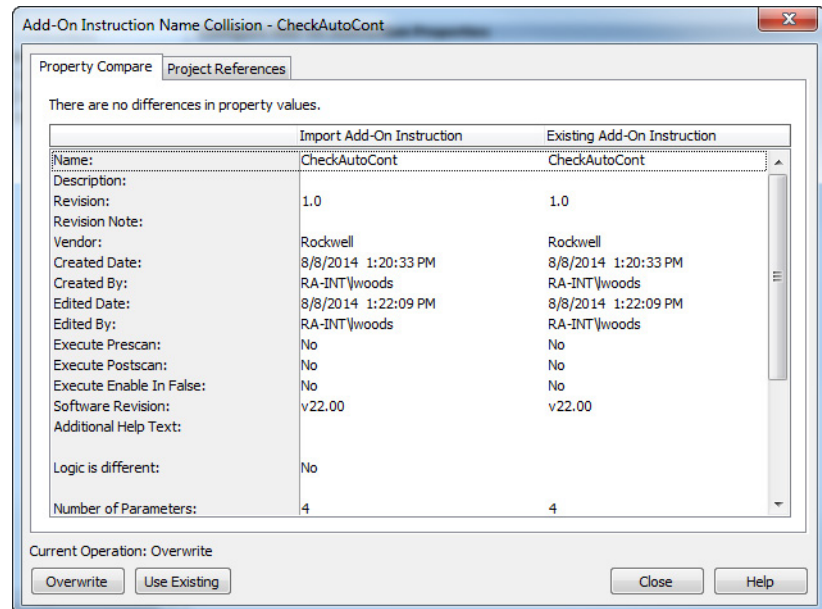 Add-On Instruction Name Collision - CheckAutoCont
Property Compare Project References
There are no differences in property values.
Import Add-On Instruction Existing Add-On Instruction
Name: CheckAutoCont CheckAutoCont
Description:
Revision: 1.0 1.0
Revision Note:
Vendor: Rockwell Rockwell
Created Date: 8/8/2014 1:20:33 PM 8/8/2014 1:20:33 PM
Created By: RA-INT\lwoods RA-INT\lwoods
Edited Date: 8/8/2014 1:22:09 PM 8/8/2014 1:22:09 PM
Edited By: RA-INT\lwoods RA-INT\lwoods
Execute Prescan: No No
Execute Postscan: No No
Execute Enable In False: No No
Software Revision: v22.00 v22.00
Additional Help Text:
Logic is different: No
Number of Parameters: 4 4
Current Operation: Overwrite
Overwrite Use Existing Close Help